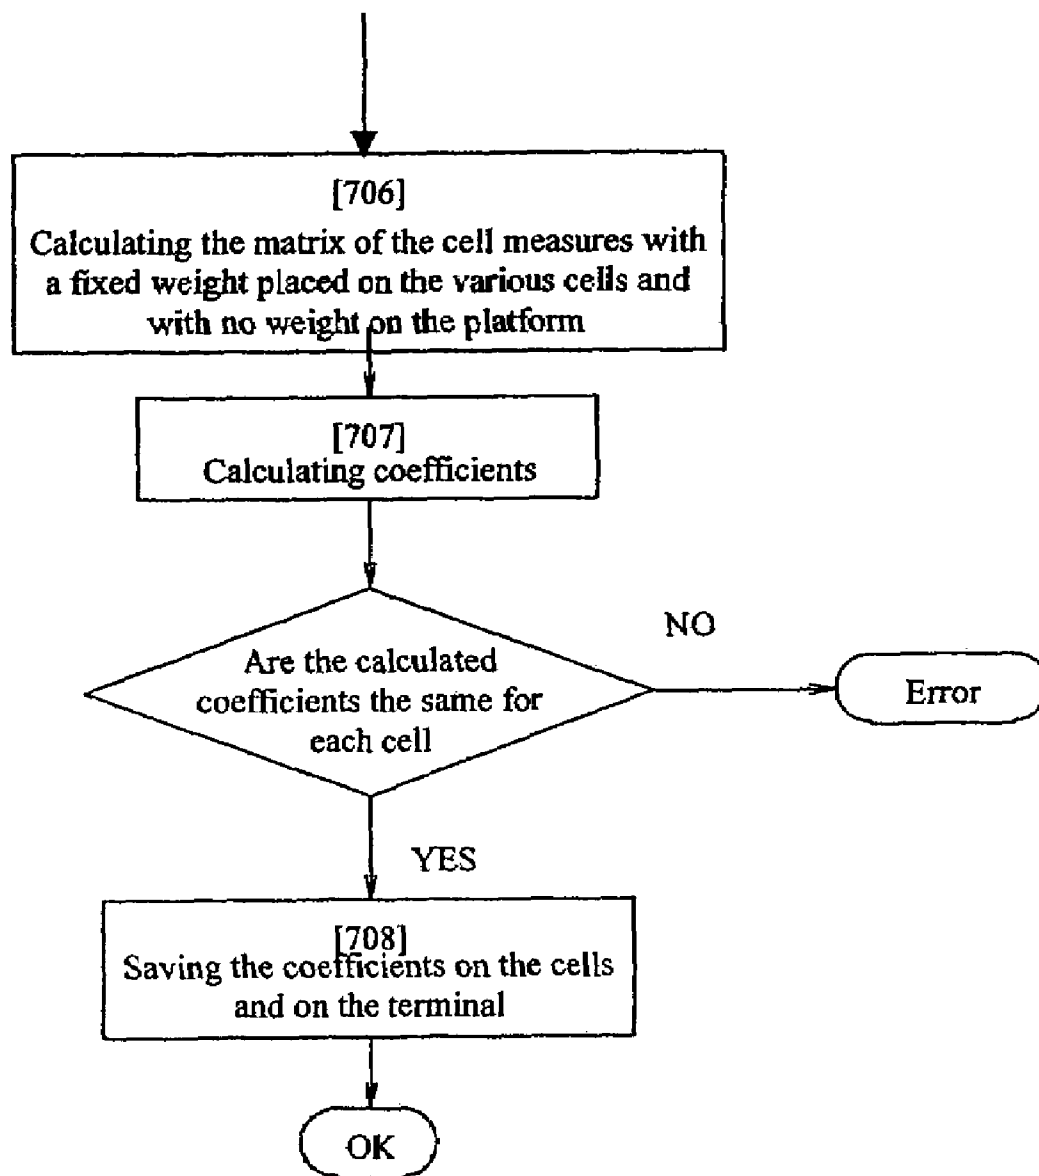 [706]
Calculating the matrix of the cell measures with
a fixed weight placed on the various cells and
with no weight on the platform
[707]
Calculating coefficients
Are the calculated
coefficients the same for
each cell
NO
Error
YES
[708]
Saving the coefficients on the cells
and on the terminal
OK